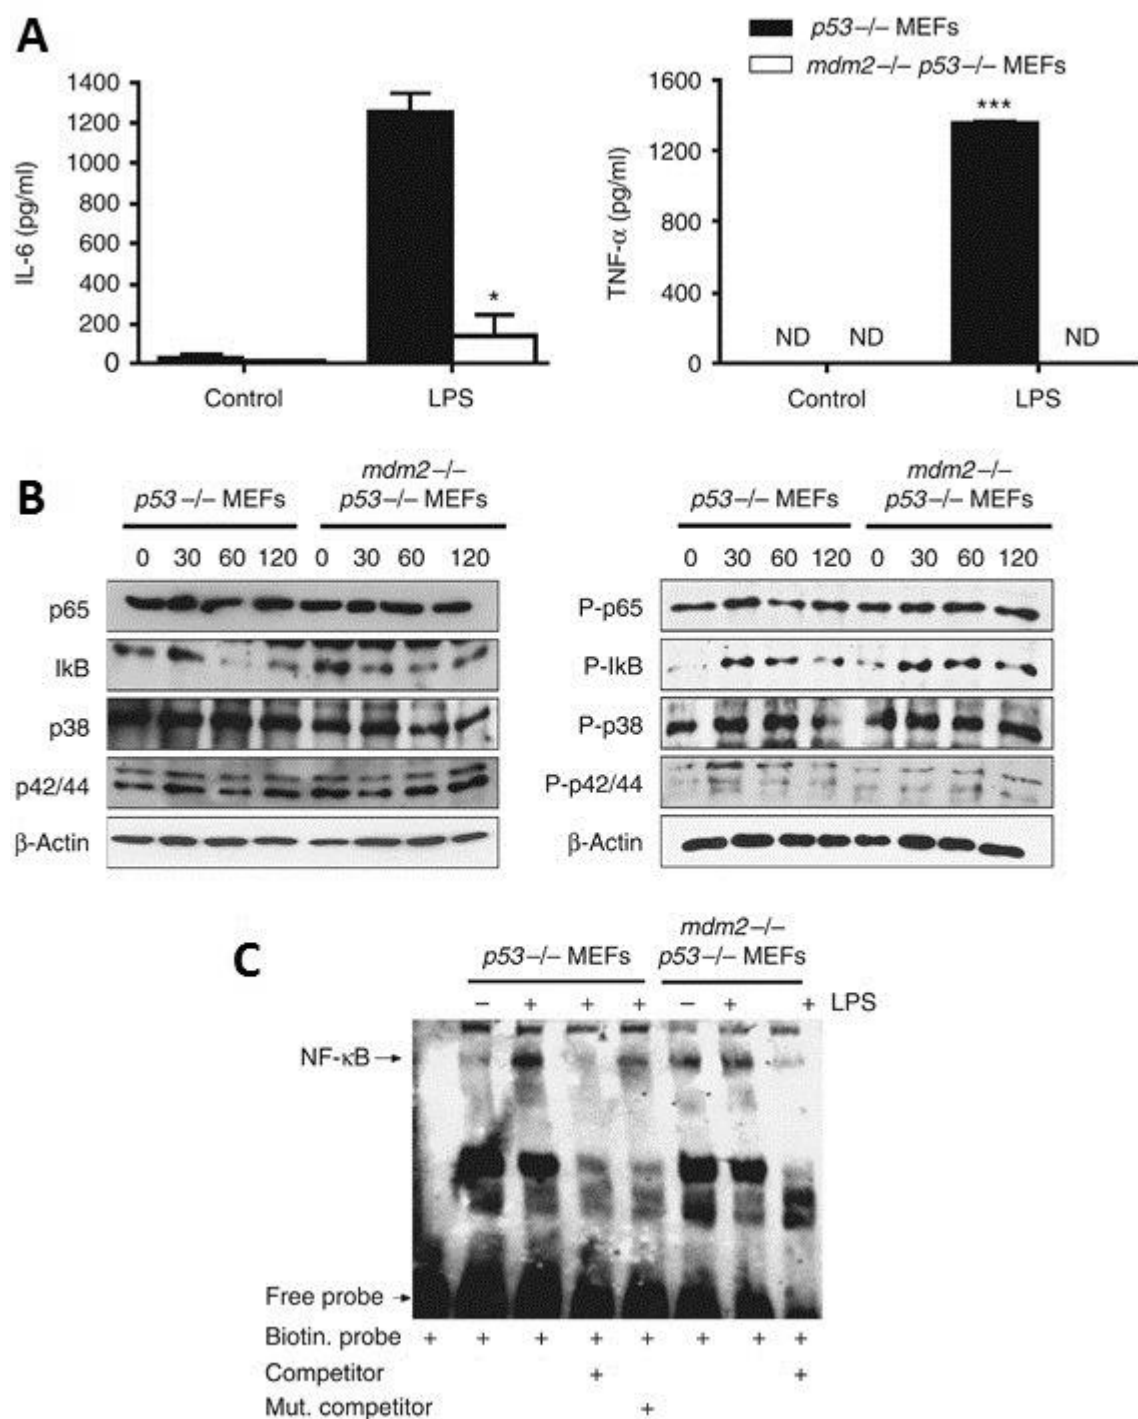 A
p53–/– MEFs
mdm2–/– p53–/– MEFs
IL-6 (pg/ml)
1400
1200
1000
800
600
400
200
0
*
Control
LPS
TNF-α (pg/ml)
1600
1200
800
400
0
***
ND
ND
ND
Control
LPS
B
mdm2–/–
p53–/– MEFs
p53–/– MEFs
0 30 60 120 0 30 60 120
p65
IkB
p38
p42/44
β-Actin
mdm2–/–
p53–/– MEFs
p53–/– MEFs
0 30 60 120 0 30 60 120
P-p65
P-IkB
P-p38
P-p42/44
β-Actin
C
mdm2–/–
p53–/– MEFs
p53–/– MEFs
– + + + – + + LPS
NF-κB
Free probe
Biotin. probe + + + + + + + +
Competitor + +
Mut. competitor +